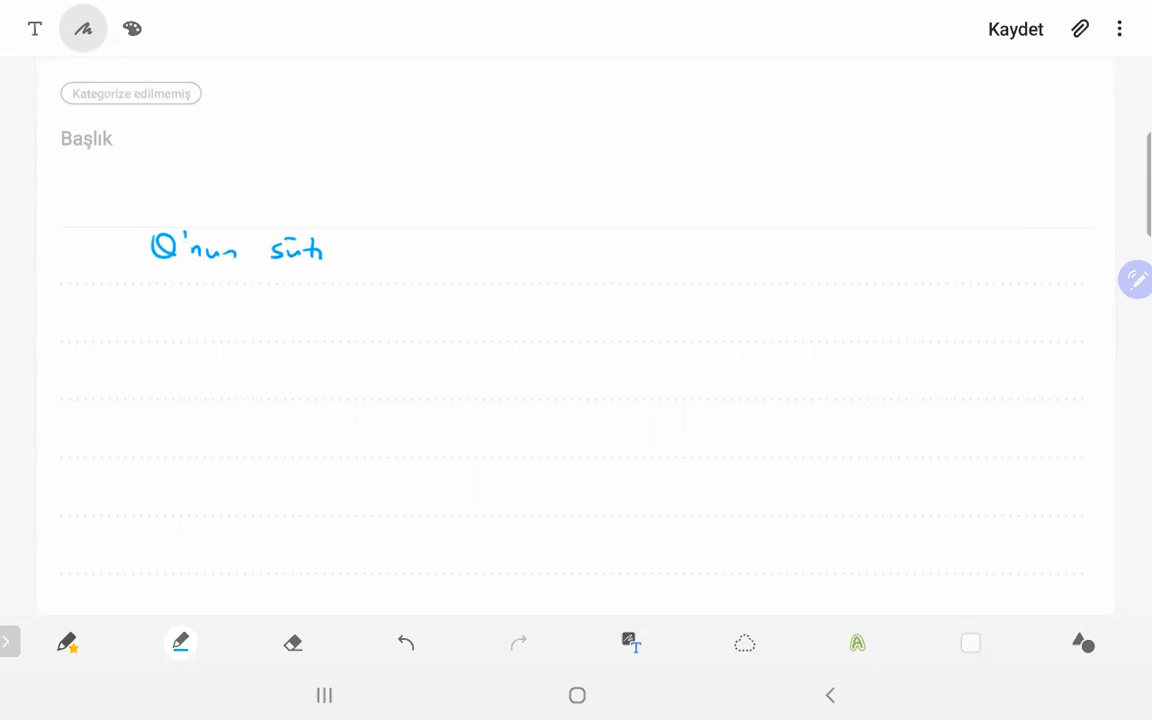 T
Kaydet
Kategorize edilmemiş
Başlık
Q'nun süt